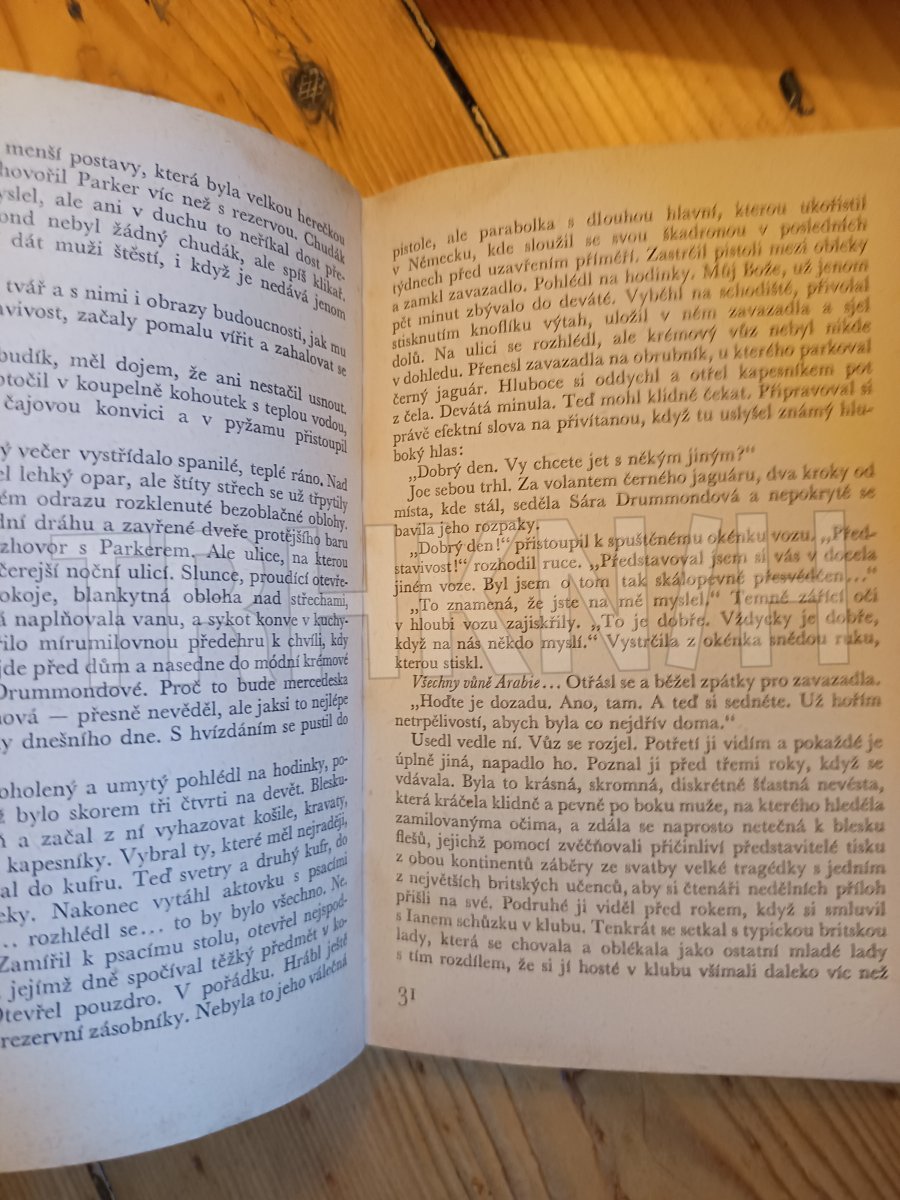 menší postavy, která byla velkou herečkou
hovořil Parker víc než s rezervou. Chudák
slel, ale ani v duchu to neříkal dost pře-
ond nebyl žádný chudák, ale spíš klikař.
dát muži štěstí, i když je nedává jenom
tvář a s nimi i obrazy budoucnosti, jak mu
avivost, začaly pomalu vířit a zahalovat se
budík, měl dojem, že ani nestačil usnout.
otočil v koupelně kohoutek s teplou vodou,
čajovou konvici a v pyžamu přistoupil
ý večer vystřídalo spanilé, teplé ráno. Nad
el lehký opar, ale štíty střech se už třpytily
ém odrazu rozklenuté bezoblačné oblohy.
dní dráhu a zavřené dveře protějšího baru
zhovor s Parkerem. Ale ulice, na kterou
čerejší noční ulicí. Slunce, proudící otevře-
okoje, blankytná obloha nad střechami,
á naplňovala vanu, a sykot konve v kuchy-
řilo mírumilovnou předehru k chvíli, kdy
jde před dům a nasedne do módní krémové
Drummondové. Proč to bude mercedeska
nová — přesně nevěděl, ale jaksi to nejlépe
y dnešního dne. S hvízdáním se pustil do
oholený a umytý pohlédl na hodinky, po-
ž bylo skorem tři čtvrti na devět. Blesku-
ň a začal z ní vyhazovat košile, kravaty,
kapesníky. Vybral ty, které měl nejraději,
al do kufru. Teď svetry a druhý kufr, do
eky. Nakonec vytáhl aktovku s psacími
... rozhlédl se... to by bylo všechno. Ne.
Zamířil k psacímu stolu, otevřel nejspod-
jejímž dně spočíval těžký předmět v ko-
Otevřel pouzdro. V pořádku. Hrábl ještě
rezervní zásobníky. Nebyla to jeho válečná
pistole, ale parabolka s dlouhou hlavní, kterou ukořistil
v Německu, kde sloužil se svou škadronou v posledních
týdnech před uzavřením příměří. Zastrčil pistoli mezi obleky
a zamkl zavazadlo. Pohlédl na hodinky. Můj Bože, už jenom
pět minut zbývalo do deváté. Vyběhl na schodiště, přivolal
stisknutím knoflíku výtah, uložil v něm zavazadla a sjel
dolů. Na ulici se rozhlédl, ale krémový vůz nebyl nikde
v dohledu. Přenesl zavazadla na obrubník, u kterého parkoval
černý jaguár. Hluboce si oddychl a otřel kapesníkem pot
z čela. Devátá minula. Teď mohl klidně čekat. Připravoval si
právě efektní slova na přivítanou, když tu uslyšel známý hlu-
boký hlas:
„Dobrý den. Vy chcete jet s někým jiným?“
Joe sebou trhl. Za volantem černého jaguáru, dva kroky od
místa, kde stál, seděla Sára Drummondová a nepokrytě se
bavila jeho rozpaky.
„Dobrý den!“ přistoupil k spuštěnému okénku vozu. „Před-
stavivost!“ rozhodil ruce. „Představoval jsem si vás v docela
jiném voze. Byl jsem o tom tak skálopevně přesvědčen...“
„To znamená, že jste na mě myslel.“ Temně zářící oči
v hloubi vozu zajiskřily. „To je dobře. Vždycky je dobře,
když na nás někdo myslí.“ Vystrčila z okénka snědou ruku,
kterou stiskl.
Všechny vůně Arabie... Otřásl se a běžel zpátky pro zavazadla.
„Hoďte je dozadu. Ano, tam. A teď si sedněte. Už hořím
netrpělivostí, abych byla co nejdřív doma.“
Usedl vedle ní. Vůz se rozjel. Potřetí ji vidím a pokaždé je
úplně jiná, napadlo ho. Poznal ji před třemi roky, když se
vdávala. Byla to krásná, skromná, diskrétně šťastná nevěsta,
která kráčela klidně a pevně po boku muže, na kterého hleděla
zamilovanýma očima, a zdála se naprosto netečná k blesku
flešů, jejichž pomocí zvěčňovali přičinliví představitelé tisku
z obou kontinentů záběry ze svatby velké tragédky s jedním
z největších britských učenců, aby si čtenáři nedělních příloh
přišli na své. Podruhé ji viděl před rokem, když si smluvil
s Ianem schůzku v klubu. Tenkrát se setkal s typickou britskou
lady, která se chovala a oblékala jako ostatní mladé lady
s tím rozdílem, že si jí hosté v klubu všímali daleko víc než
31